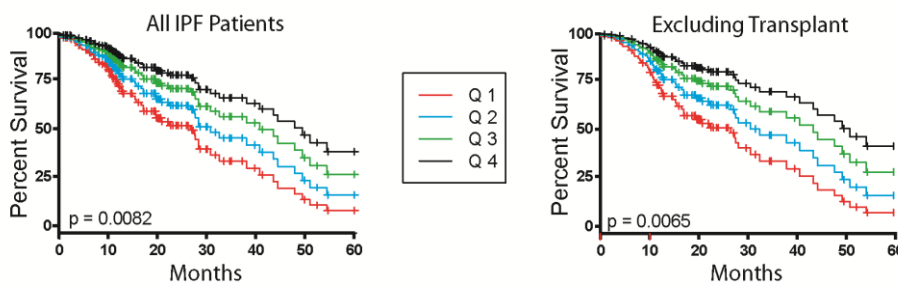 All IPF Patients
Percent Survival
100
75
50
25
0
p = 0.0082
0 10 20 30 40 50 60
Months
Q 1
Q 2
Q 3
Q 4
Excluding Transplant
Percent Survival
100
75
50
25
0
p = 0.0065
0 10 20 30 40 50 60
Months